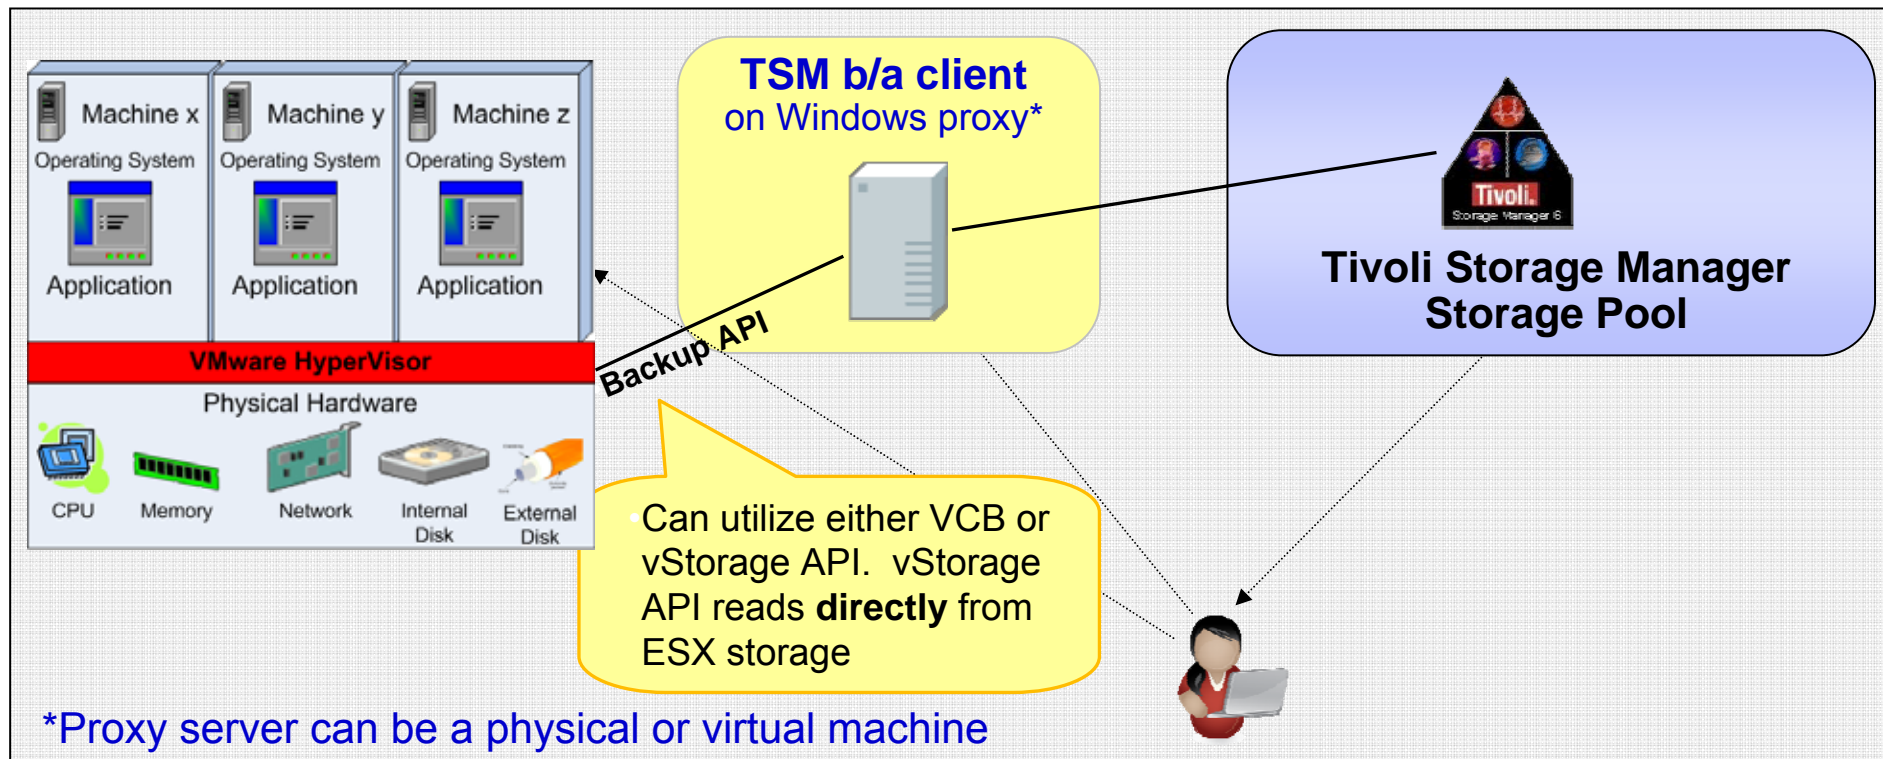 Machine x
Operating System
Application
Machine y
Operating System
Application
Machine z
Operating System
Application
VMware HyperVisor
Physical Hardware
CPU
Memory
Network
Internal
Disk
External
Disk
Backup API
TSM b/a client
on Windows proxy*
Tivoli.
Storage Manager 6
Tivoli Storage Manager
Storage Pool
•Can utilize either VCB or
vStorage API. vStorage
API reads directly from
ESX storage
*Proxy server can be a physical or virtual machine